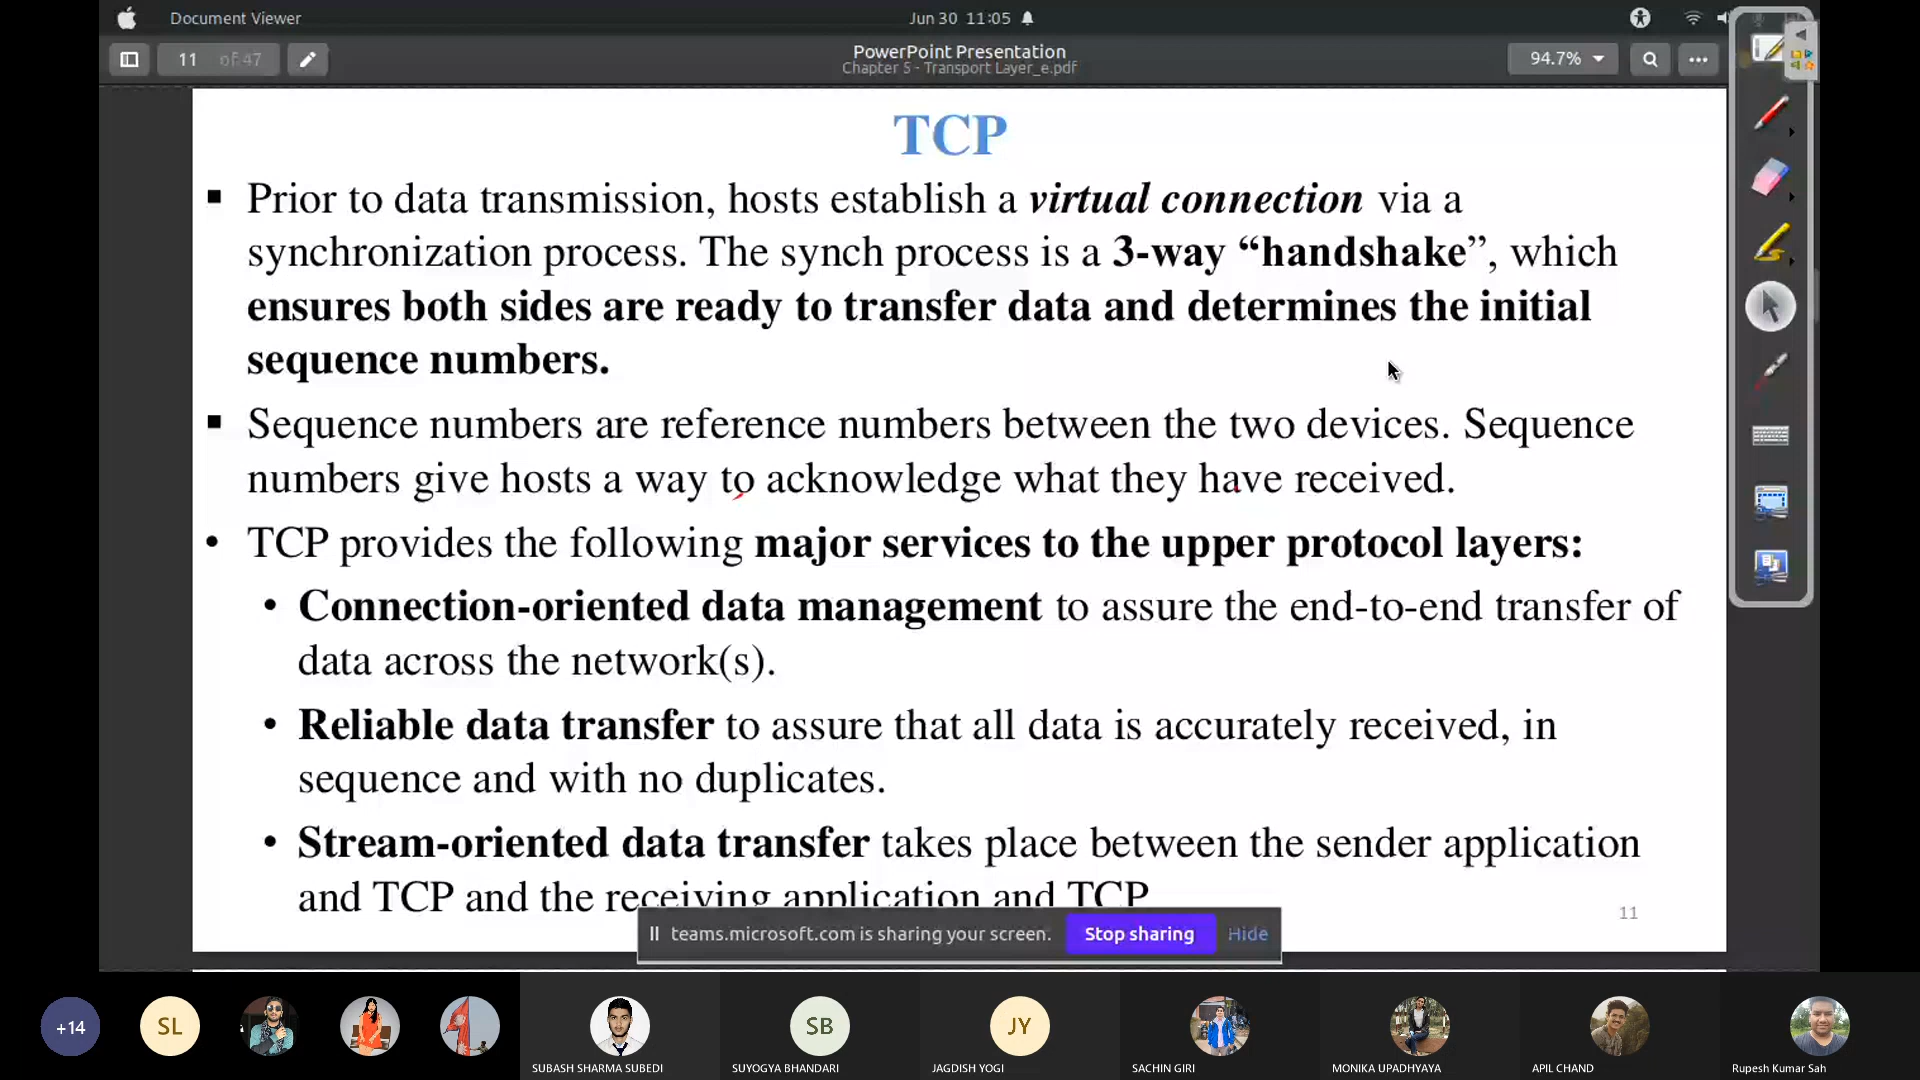 Document Viewer
Jun 30 11:05
11 of 47
PowerPoint Presentation
Chapter 5 - Transport Layer_e.pdf
94.7%
TCP
▪ Prior to data transmission, hosts establish a virtual connection via a
synchronization process. The synch process is a 3-way “handshake”, which
ensures both sides are ready to transfer data and determines the initial
sequence numbers.
▪ Sequence numbers are reference numbers between the two devices. Sequence
numbers give hosts a way to acknowledge what they have received.
• TCP provides the following major services to the upper protocol layers:
• Connection-oriented data management to assure the end-to-end transfer of
data across the network(s).
• Reliable data transfer to assure that all data is accurately received, in
sequence and with no duplicates.
• Stream-oriented data transfer takes place between the sender application
and TCP and the receiving application and TCP
11
teams.microsoft.com is sharing your screen.
Stop sharing
Hide
+14
SL
SB
JY
SUBASH SHARMA SUBEDI
SUYOGYA BHANDARI
JAGDISH YOGI
SACHIN GIRI
MONIKA UPADHYAYA
APIL CHAND
Rupesh Kumar Sah